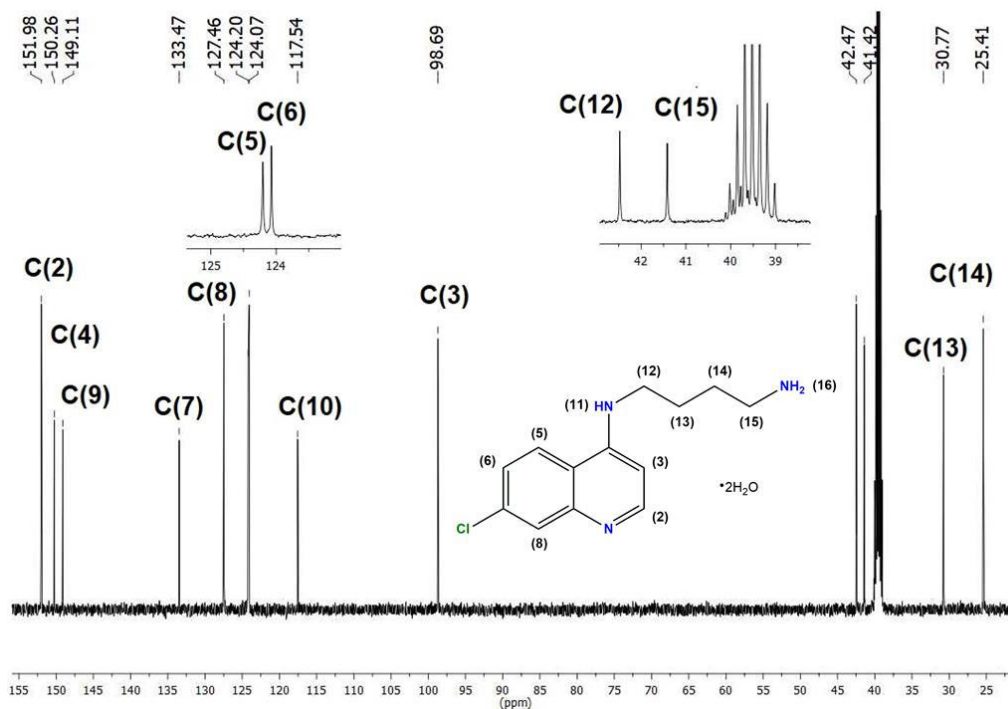 151.98
150.26
149.11
133.47
127.46
124.20
124.07
117.54
98.69
42.47
41.42
30.77
25.41
C(6)
C(5)
125 124
C(12) C(15)
42 41 40 39
C(2)
C(4)
C(9)
C(8)
C(7)
C(10)
C(3)
C(14)
C(13)
(12) (14) NH2 (16)
(11) HN (13) (15)
(5)
(6) (3)
•2H2O
Cl (8) N (2)
155 150 145 140 135 130 125 120 115 110 105 100 95 90 85 80 75 70 65 60 55 50 45 40 35 30 25
(ppm)